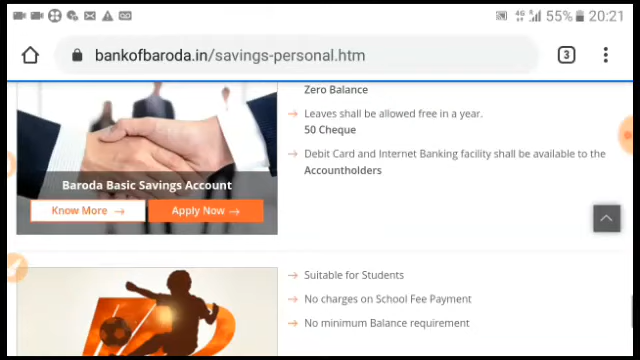 4G
55%
20:21
bankofbaroda.in/savings-personal.htm
3
Zero Balance
Leaves shall be allowed free in a year.
50 Cheque
Debit Card and Internet Banking facility shall be available to the
Accountholders
Baroda Basic Savings Account
Know More
Apply Now
Suitable for Students
No charges on School Fee Payment
No minimum Balance requirement